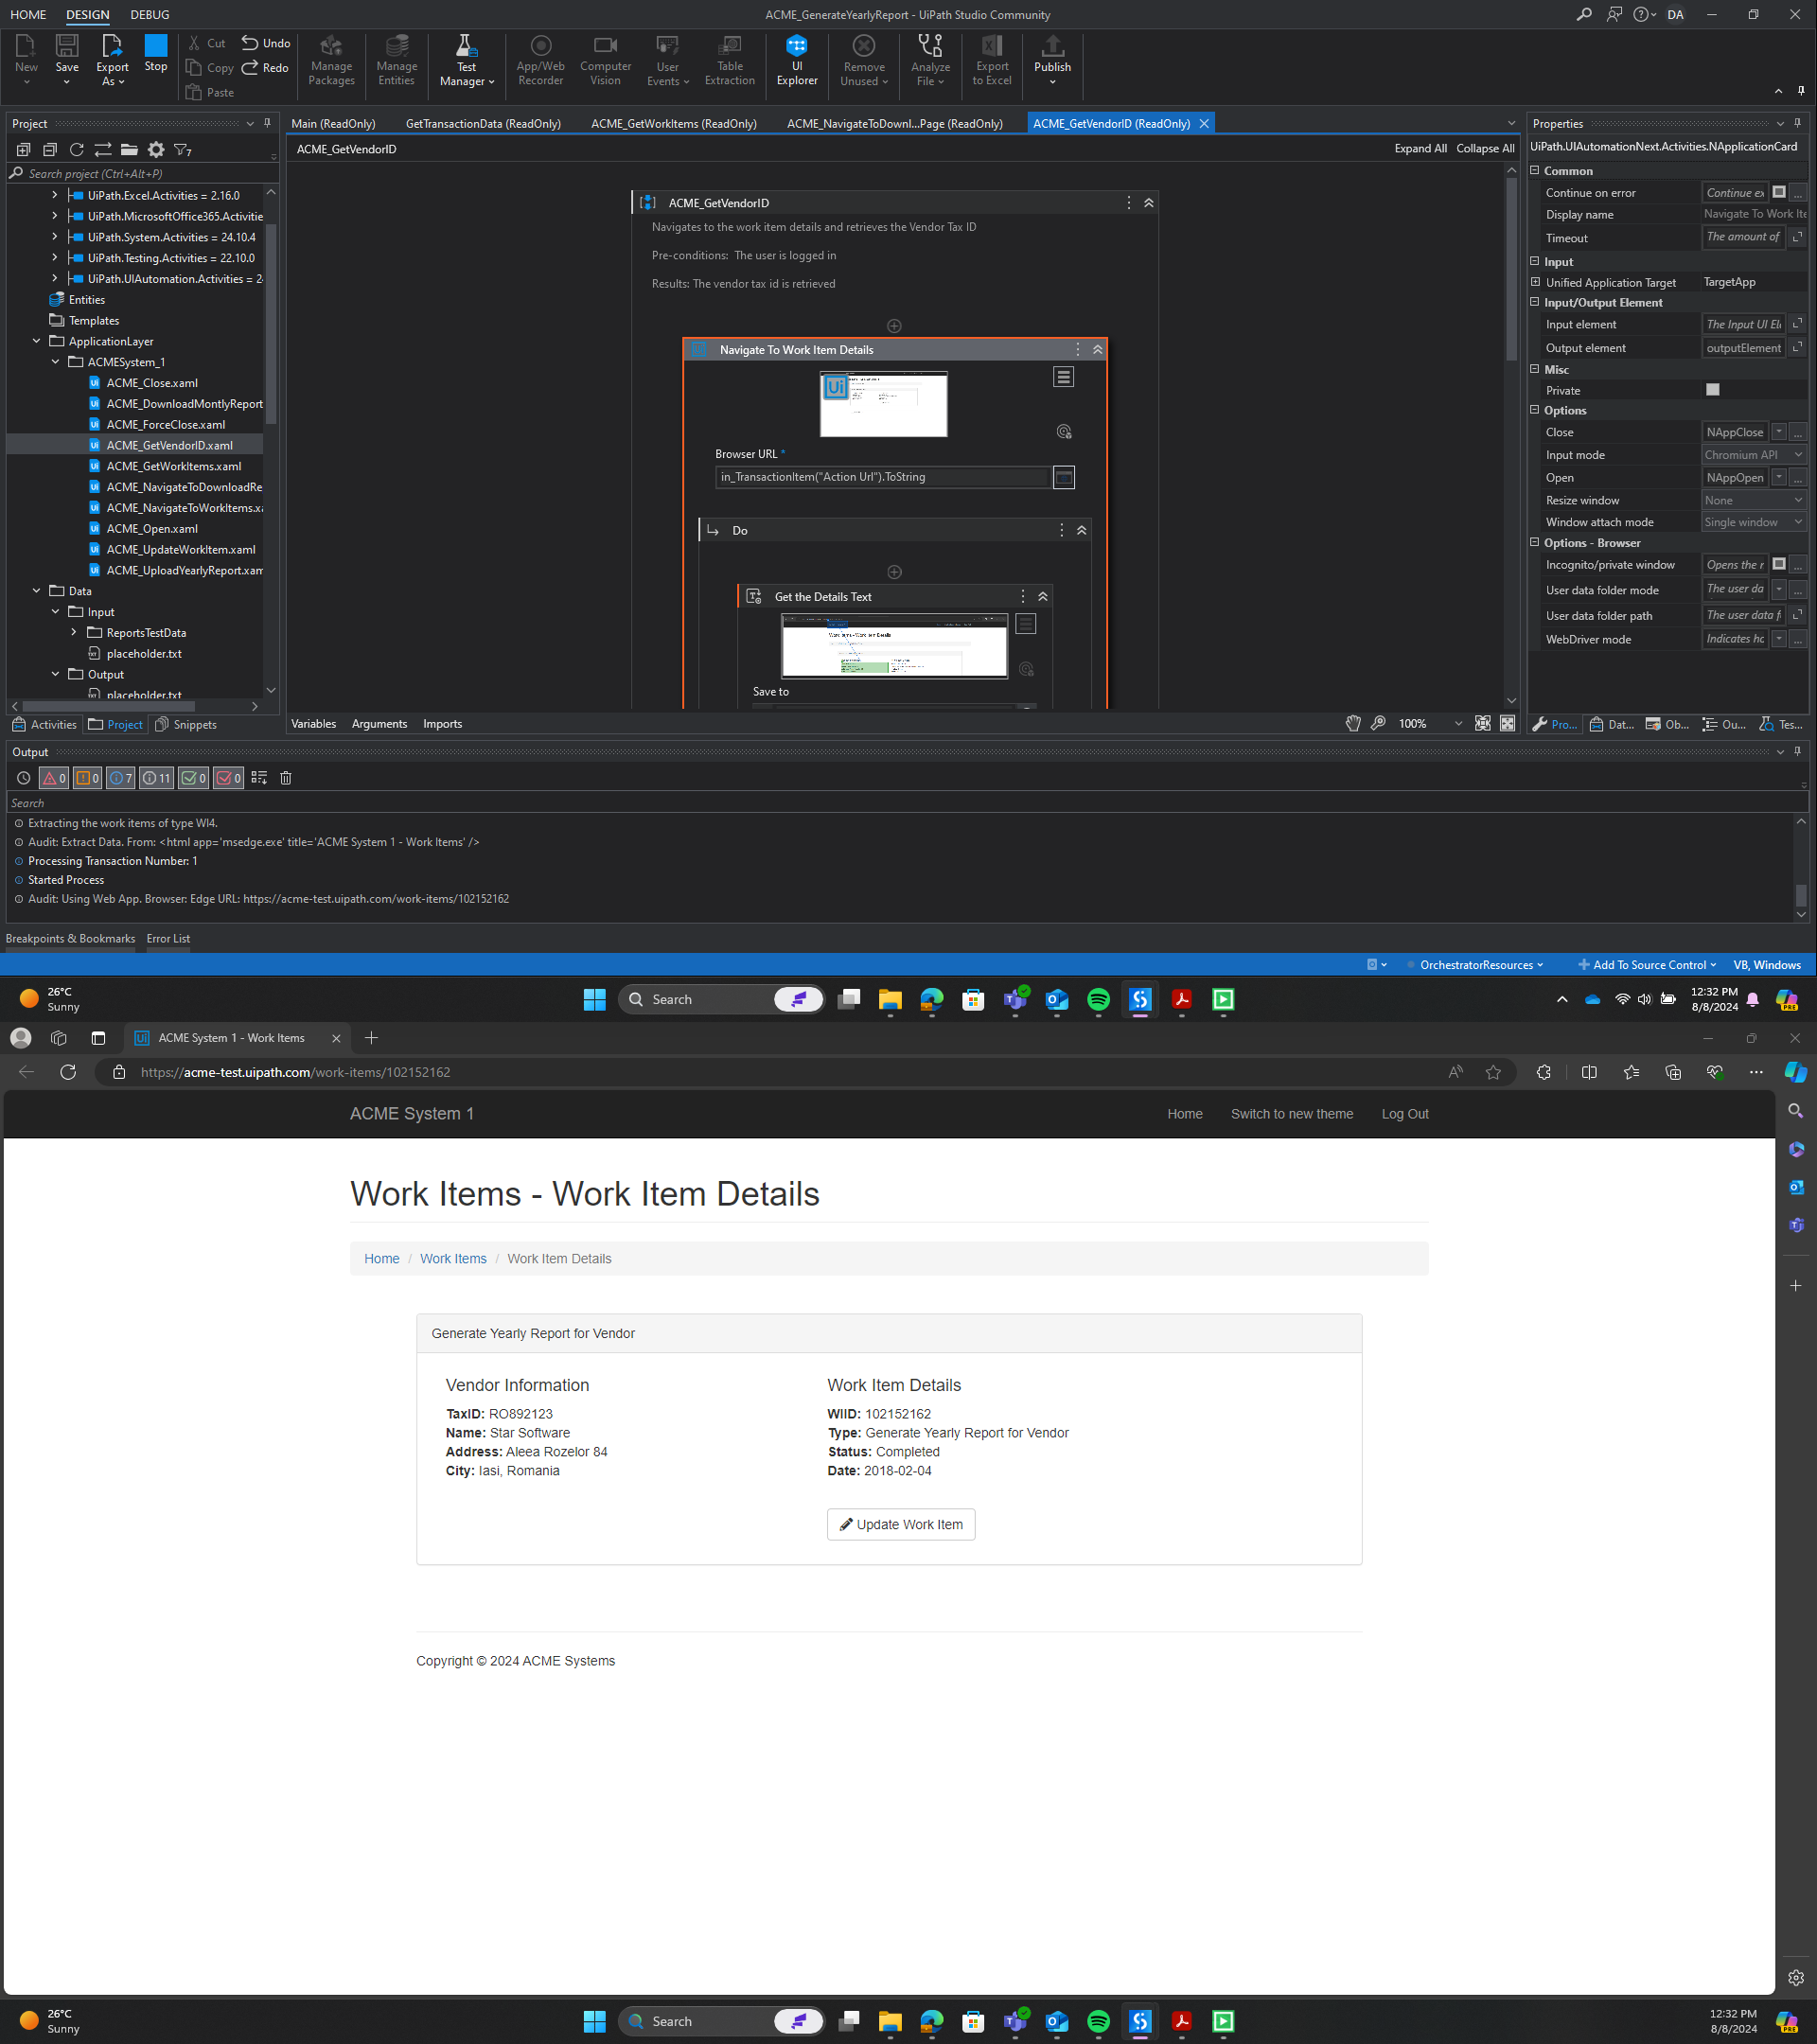 HOME DESIGN DEBUG
ACME_GenerateYearlyReport - UiPath Studio Community
DA
New
Save
Export As
Stop
Cut
Copy
Paste
Undo
Redo
Manage Packages
Manage Entities
Test Manager
App/Web Recorder
Computer Vision
User Events
Table Extraction
UI Explorer
Remove Unused
Analyze File
Export to Excel
Publish
Project
Search project (Ctrl+Alt+P)
UiPath.Excel.Activities = 2.16.0
UiPath.MicrosoftOffice365.Activitie
UiPath.System.Activities = 24.10.4
UiPath.Testing.Activities = 22.10.0
UiPath.UIAutomation.Activities = 2
Entities
Templates
ApplicationLayer
ACMESystem_1
ACME_Close.xaml
ACME_DownloadMontlyReport
ACME_ForceClose.xaml
ACME_GetVendorID.xaml
ACME_GetWorkItems.xaml
ACME_NavigateToDownloadRe
ACME_NavigateToWorkItems.xa
ACME_Open.xaml
ACME_UpdateWorkItem.xaml
ACME_UploadYearlyReport.xam
Data
Input
ReportsTestData
placeholder.txt
Output
placeholder.txt
Activities Project Snippets
Main (ReadOnly) GetTransactionData (ReadOnly) ACME_GetWorkItems (ReadOnly) ACME_NavigateToDownl...Page (ReadOnly) ACME_GetVendorID (ReadOnly)
ACME_GetVendorID
Expand All Collapse All
ACME_GetVendorID
Navigates to the work item details and retrieves the Vendor Tax ID
Pre-conditions: The user is logged in
Results: The vendor tax id is retrieved
Navigate To Work Item Details
Browser URL *
in_TransactionItem("Action Url").ToString
Do
Get the Details Text
Work Items - Work Item Details
Save to
Variables Arguments Imports
100%
Properties
UiPath.UIAutomationNext.Activities.NApplicationCard
Common
Continue on error Continue ex ...
Display name Navigate To Work Ite
Timeout The amount of
Input
Unified Application Target TargetApp
Input/Output Element
Input element The Input UI El
Output element outputElement
Misc
Private
Options
Close NAppClose ...
Input mode Chromium API
Open NAppOpen ...
Resize window None
Window attach mode Single window
Options - Browser
Incognito/private window Opens the r ...
User data folder mode The user da ...
User data folder path The user data f
WebDriver mode Indicates ho ...
Pro... Dat... Ob... Ou... Tes...
Output
0 0 7 11 0 0
Search
Extracting the work items of type WI4.
Audit: Extract Data. From: <html app='msedge.exe' title='ACME System 1 - Work Items' />
Processing Transaction Number: 1
Started Process
Audit: Using Web App. Browser: Edge URL: https://acme-test.uipath.com/work-items/102152162
Breakpoints & Bookmarks Error List
OrchestratorResources Add To Source Control VB, Windows
26°C
Sunny
Search
12:32 PM
8/8/2024
ACME System 1 - Work Items
https://acme-test.uipath.com/work-items/102152162
ACME System 1
Home Switch to new theme Log Out
Work Items - Work Item Details
Home / Work Items / Work Item Details
Generate Yearly Report for Vendor
Vendor Information
TaxID: RO892123
Name: Star Software
Address: Aleea Rozelor 84
City: Iasi, Romania
Work Item Details
WIID: 102152162
Type: Generate Yearly Report for Vendor
Status: Completed
Date: 2018-02-04
Update Work Item
Copyright © 2024 ACME Systems
26°C
Sunny
Search
12:32 PM
8/8/2024